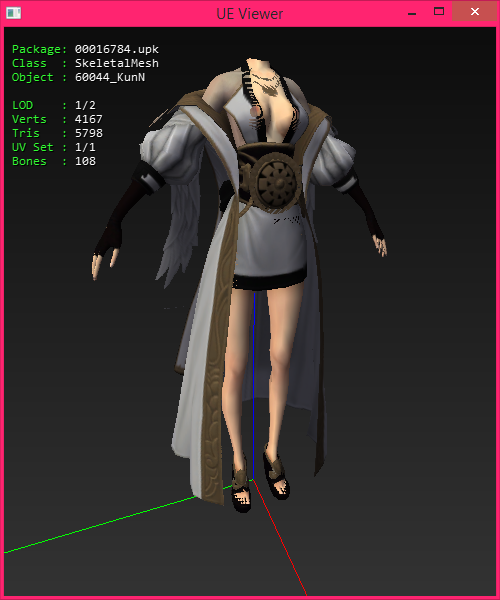 UE Viewer
Package: 00016784.upk
Class : SkeletalMesh
Object : 60044_KunN
LOD : 1/2
Verts : 4167
Tris : 5798
UV Set : 1/1
Bones : 108